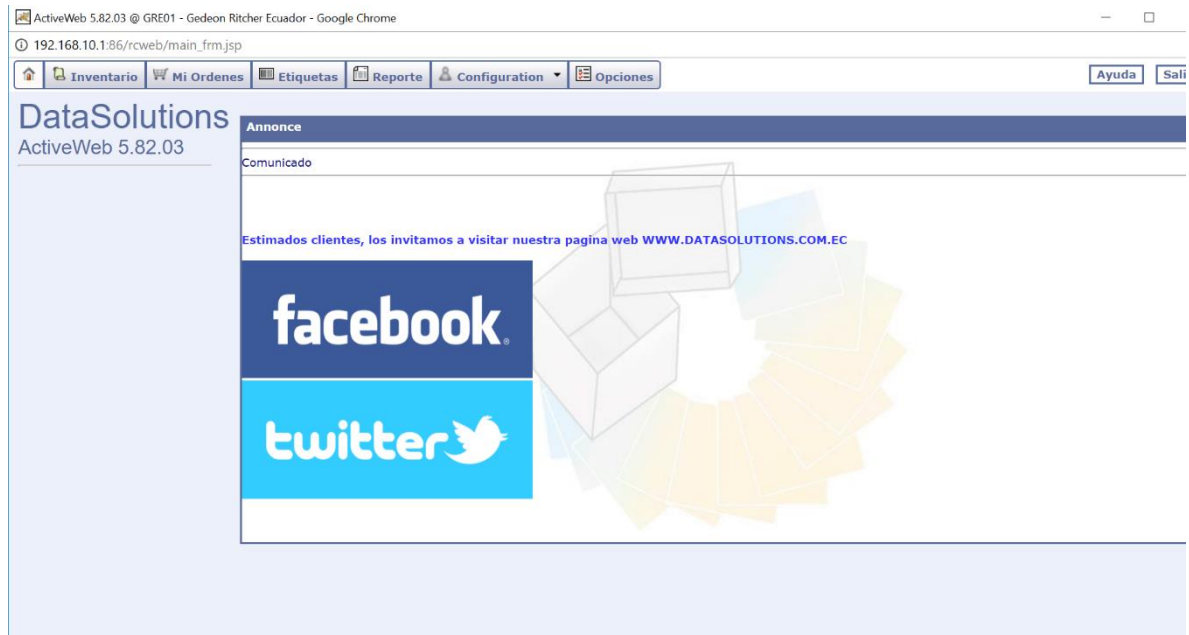 ActiveWeb 5.82.03 @ GRE01 - Gedeon Ritcher Ecuador - Google Chrome
192.168.10.1:86/rcweb/main_frm.jsp
Inventario Mi Ordenes Etiquetas Reporte Configuration Opciones Ayuda Sali
DataSolutions
ActiveWeb 5.82.03
Annonce
Comunicado
Estimados clientes, los invitamos a visitar nuestra pagina web WWW.DATASOLUTIONS.COM.EC
facebook®
twitter